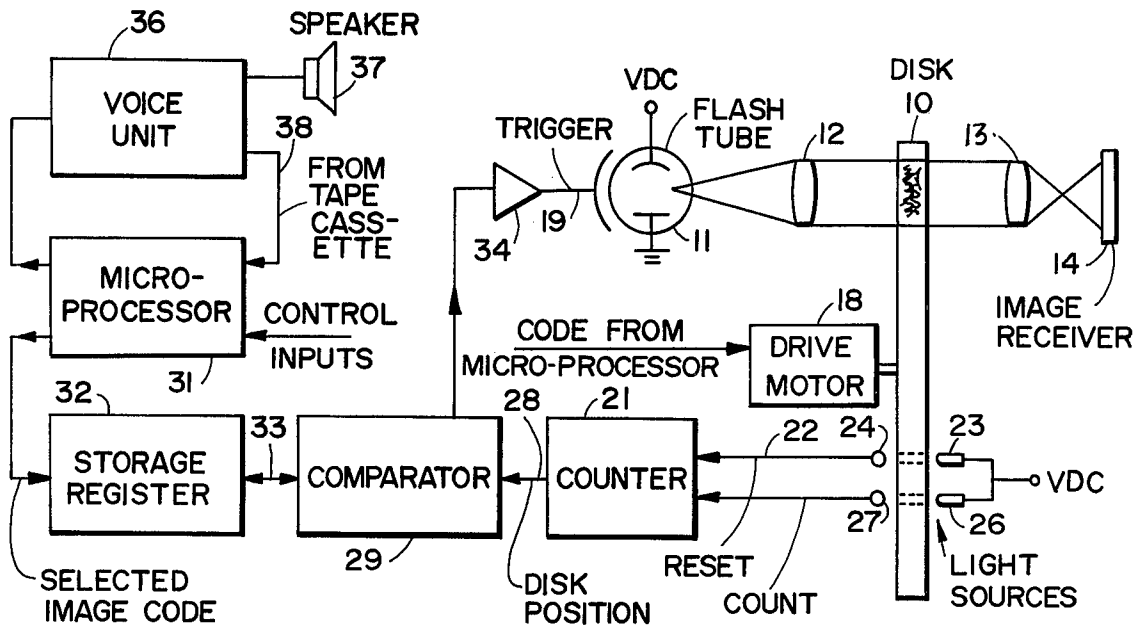 36
SPEAKER
37
VOICE
UNIT
38
FROM
TAPE
CASS-
ETTE
MICRO-
PROCESSOR
31
CONTROL
INPUTS
32
STORAGE
REGISTER
33
COMPARATOR
29
SELECTED
IMAGE CODE
28
DISK
POSITION
21
COUNTER
22
RESET
COUNT
24
27
23
26
VDC
LIGHT
SOURCES
CODE FROM
MICRO-PROCESSOR
18
DRIVE
MOTOR
34
TRIGGER
19
VDC
FLASH
TUBE
11
12
DISK
10
13
14
IMAGE
RECEIVER